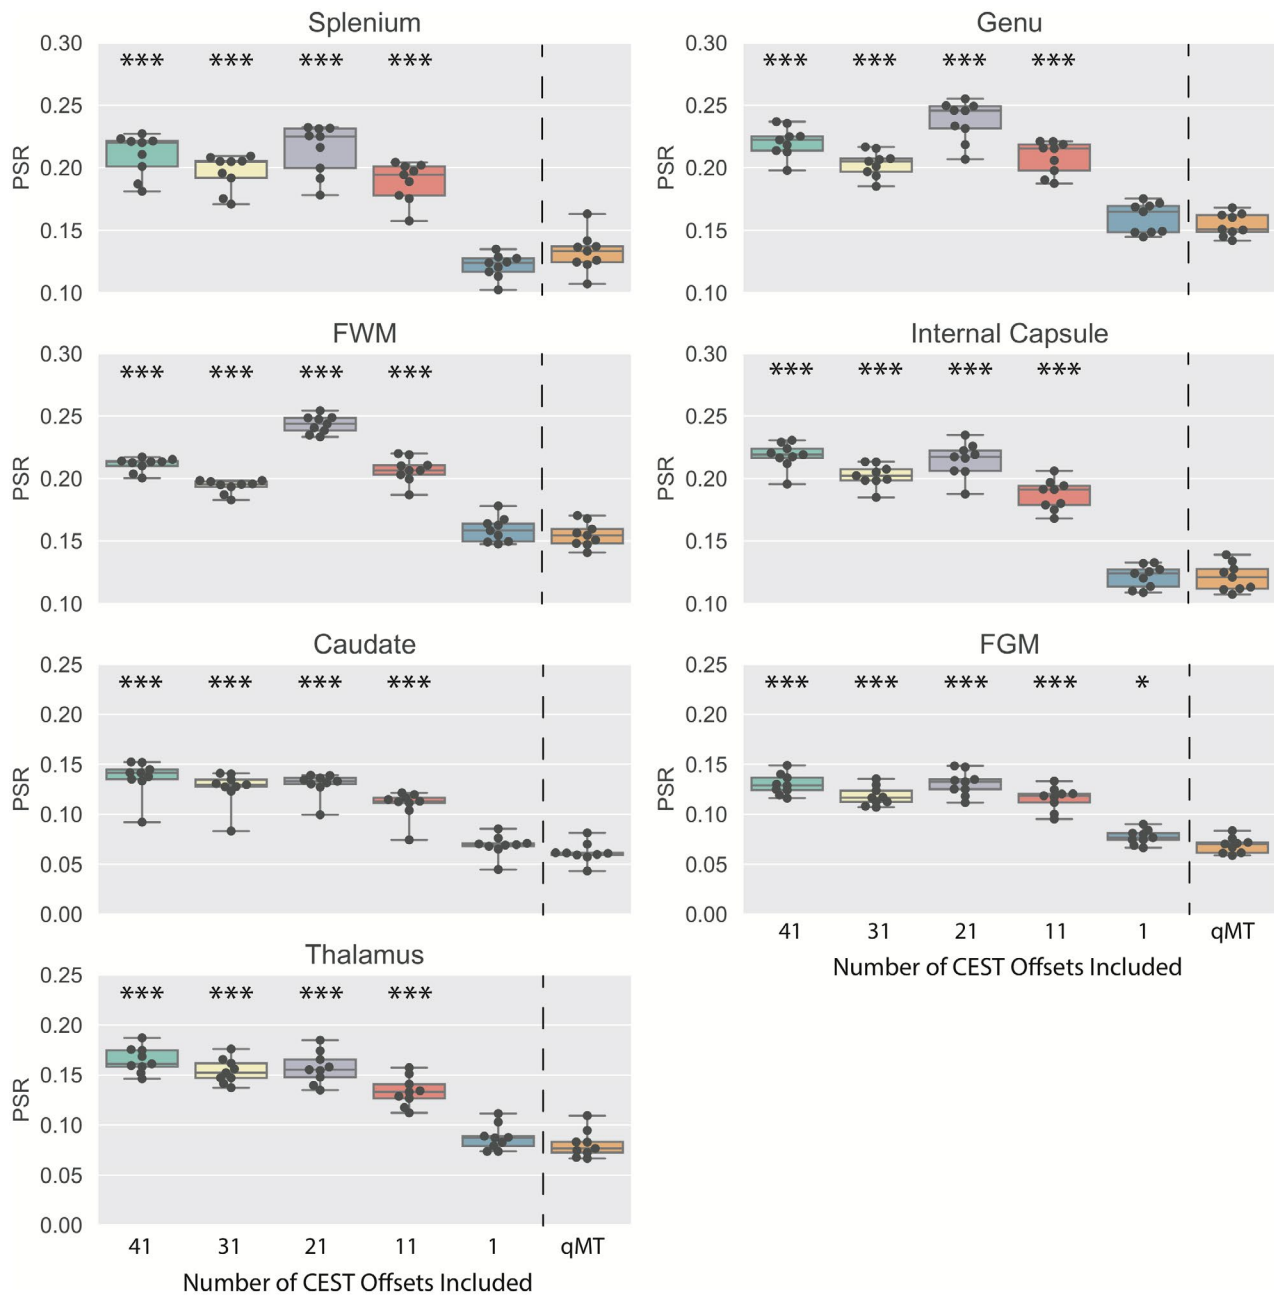 Splenium
0.30
0.25
0.20
0.15
0.10
PSR
*** *** *** ***
Genu
0.30
0.25
0.20
0.15
0.10
PSR
*** *** *** ***
FWM
0.30
0.25
0.20
0.15
0.10
PSR
*** *** *** ***
Internal Capsule
0.30
0.25
0.20
0.15
0.10
PSR
*** *** *** ***
Caudate
0.25
0.20
0.15
0.10
0.05
0.00
PSR
*** *** *** ***
FGM
0.25
0.20
0.15
0.10
0.05
0.00
PSR
*** *** *** *** *
41 31 21 11 1 qMT
Number of CEST Offsets Included
Thalamus
0.25
0.20
0.15
0.10
0.05
0.00
PSR
*** *** *** ***
41 31 21 11 1 qMT
Number of CEST Offsets Included